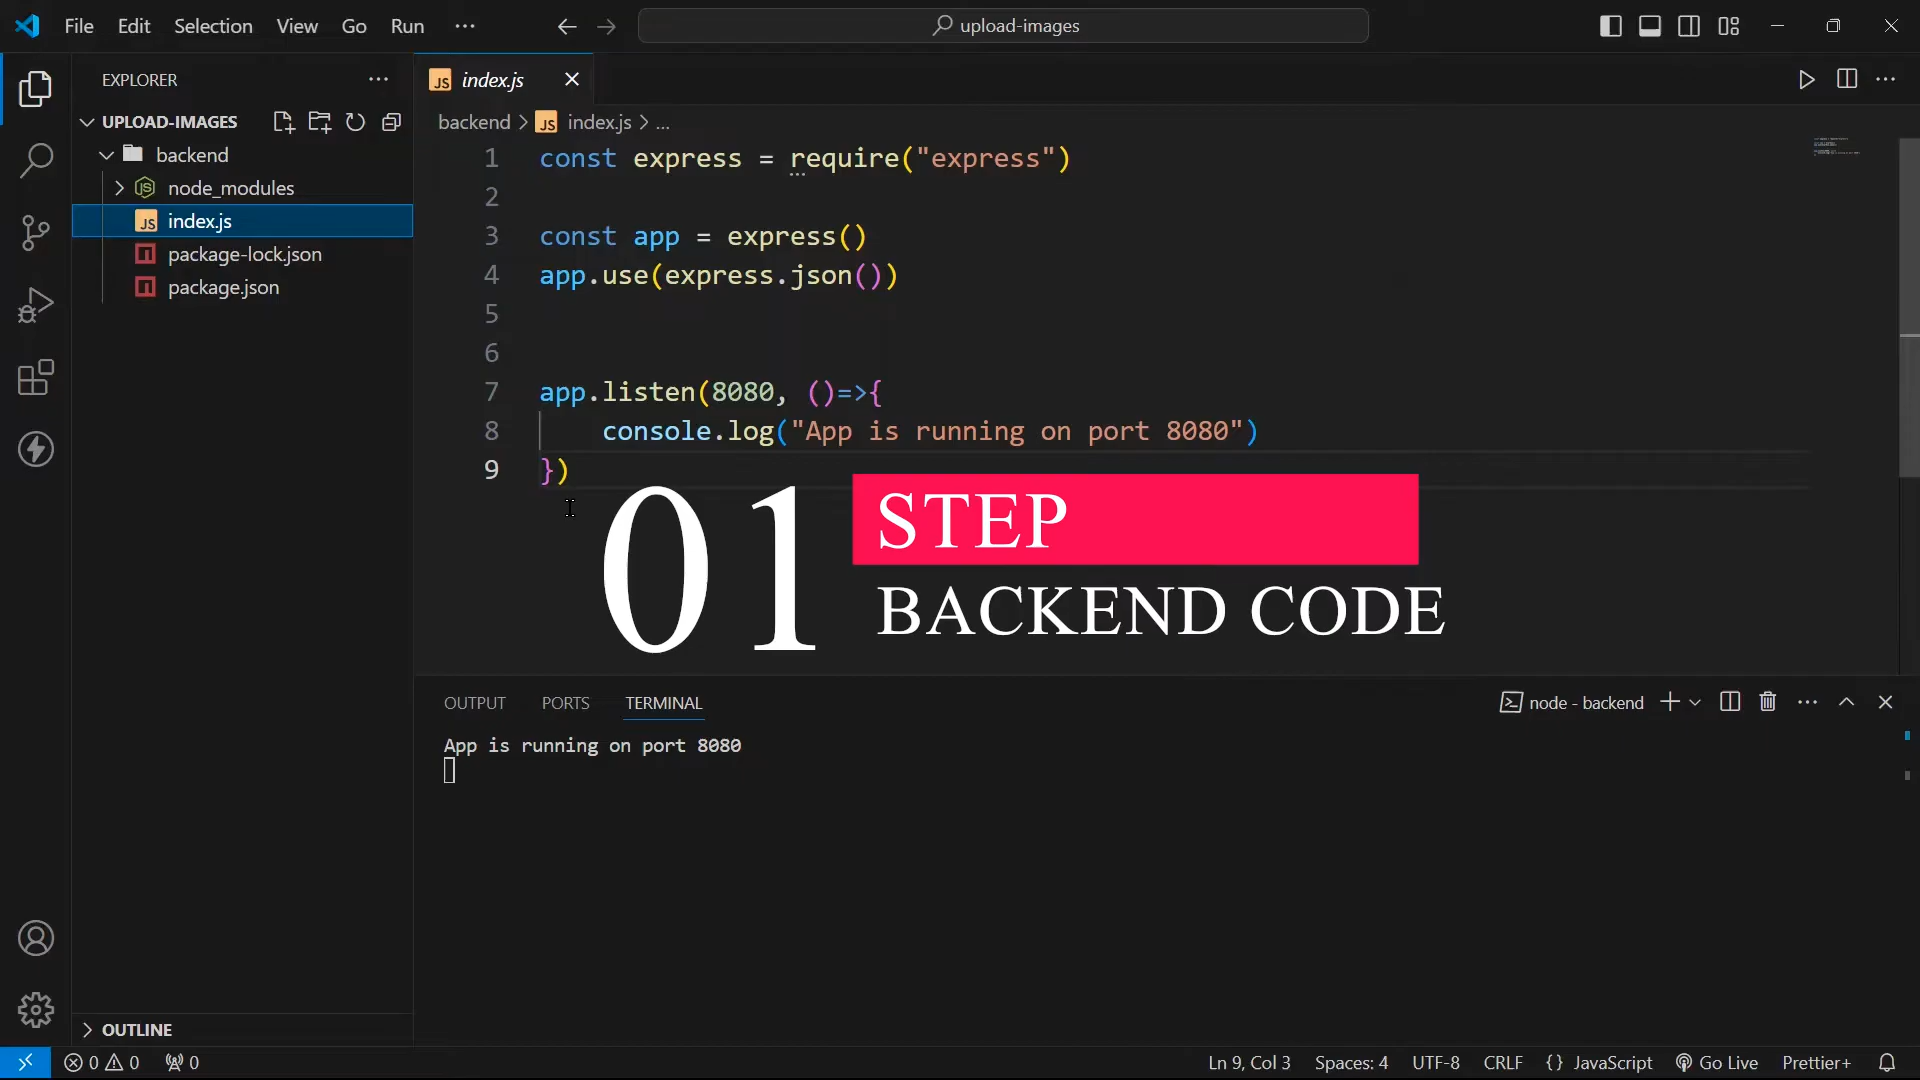 File Edit Selection View Go Run
upload-images
EXPLORER
index.js
UPLOAD-IMAGES
backend
node_modules
index.js
package-lock.json
package.json
backend > index.js > ...
1 const express = require("express")
2
3 const app = express()
4 app.use(express.json())
5
6
7 app.listen(8080, ()=>{
8 console.log("App is running on port 8080")
9 })
01
STEP
BACKEND CODE
OUTPUT PORTS TERMINAL
node - backend
App is running on port 8080
OUTLINE
0 0 0
Ln 9, Col 3 Spaces: 4 UTF-8 CRLF {} JavaScript Go Live Prettier+